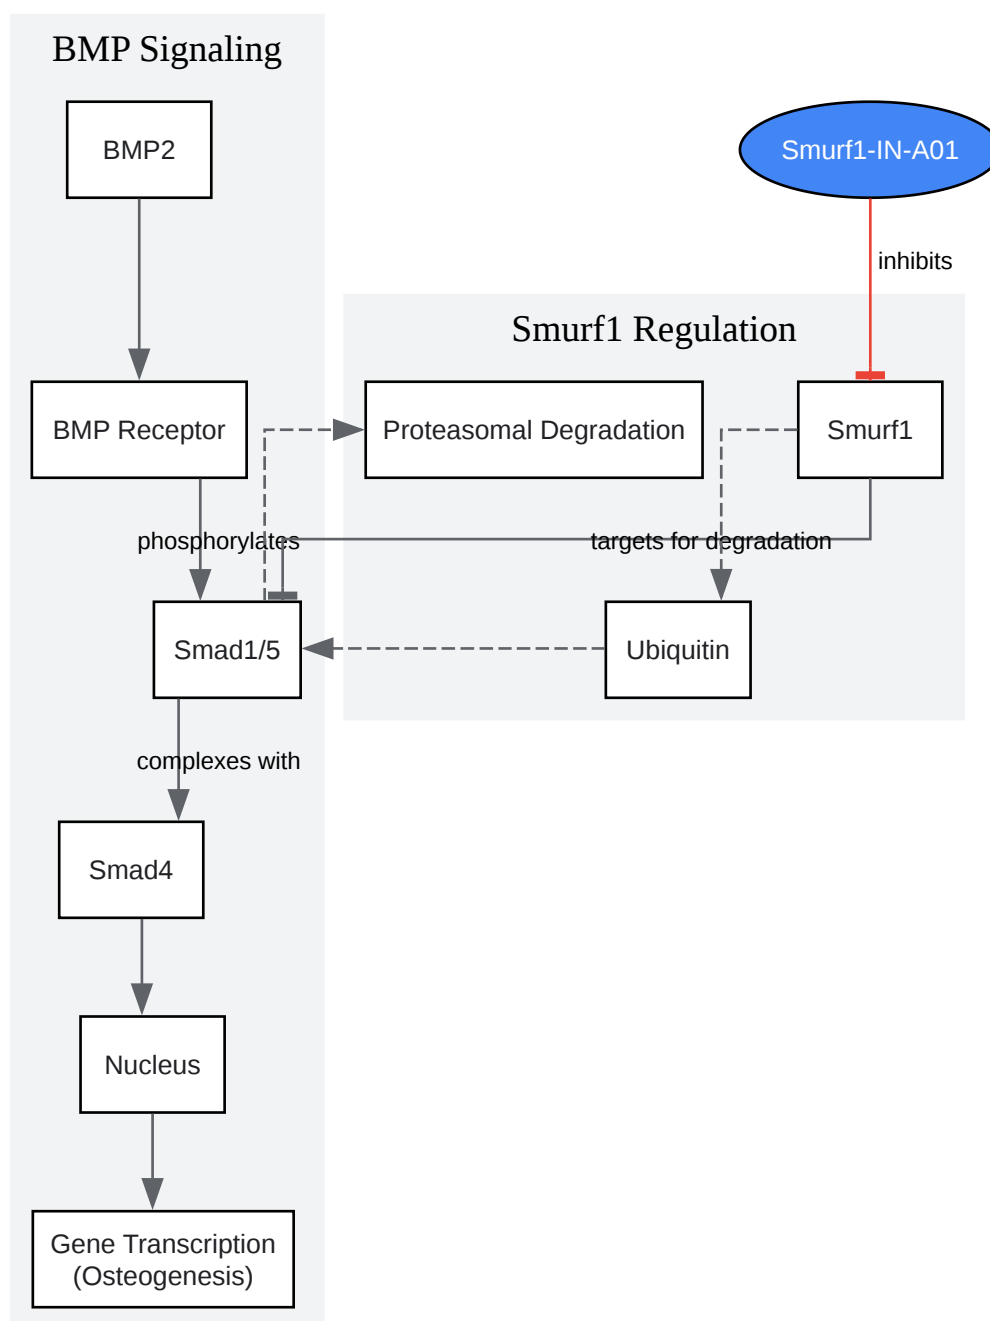 BMP Signaling
BMP2
Smurf1-IN-A01
inhibits
Smurf1 Regulation
BMP Receptor
Proteasomal Degradation
Smurf1
phosphorylates
targets for degradation
Smad1/5
Ubiquitin
complexes with
Smad4
Nucleus
Gene Transcription
(Osteogenesis)